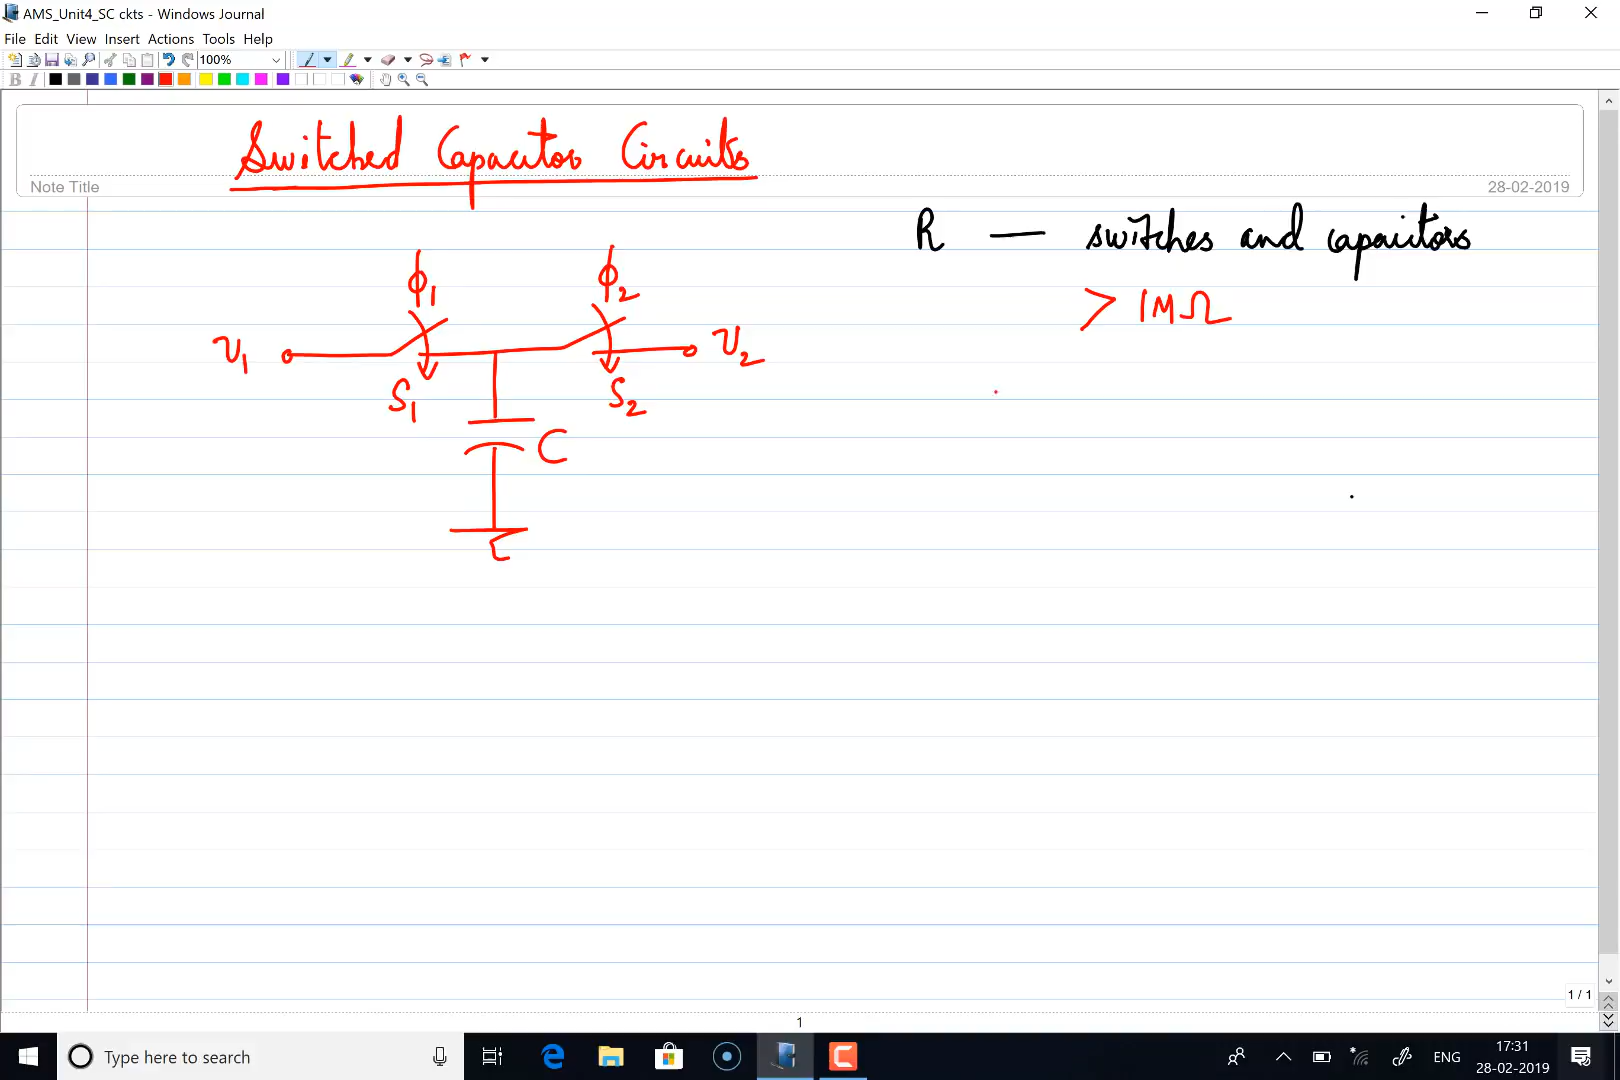 AMS_Unit4_SC ckts - Windows Journal
File Edit View Insert Actions Tools Help
100%
B I
Switched Capacitor Circuits
Note Title
28-02-2019
R — switches and capacitors
> 1MΩ
ϕ1 ϕ2
v1 v2
S1 S2
C
1 / 1
1
Type here to search
ENG
17:31
28-02-2019